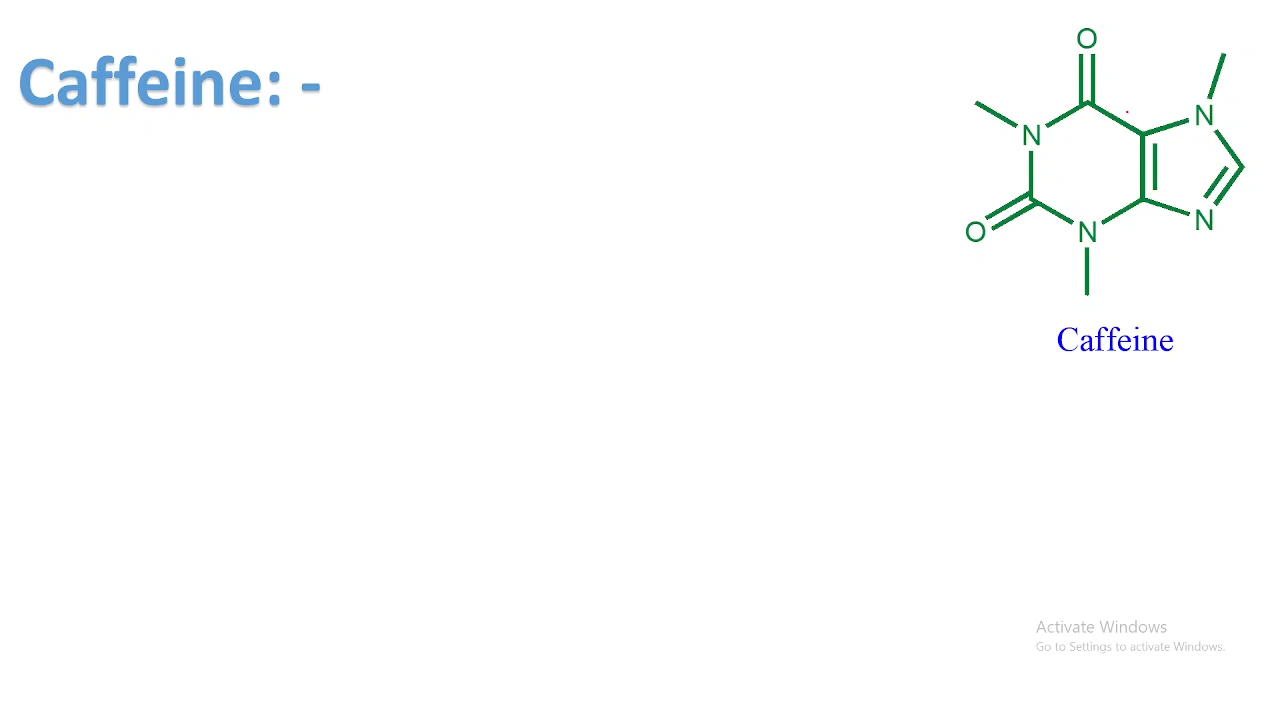 Caffeine: -
O
N
N
O
N
N
Caffeine
Activate Windows
Go to Settings to activate Windows.